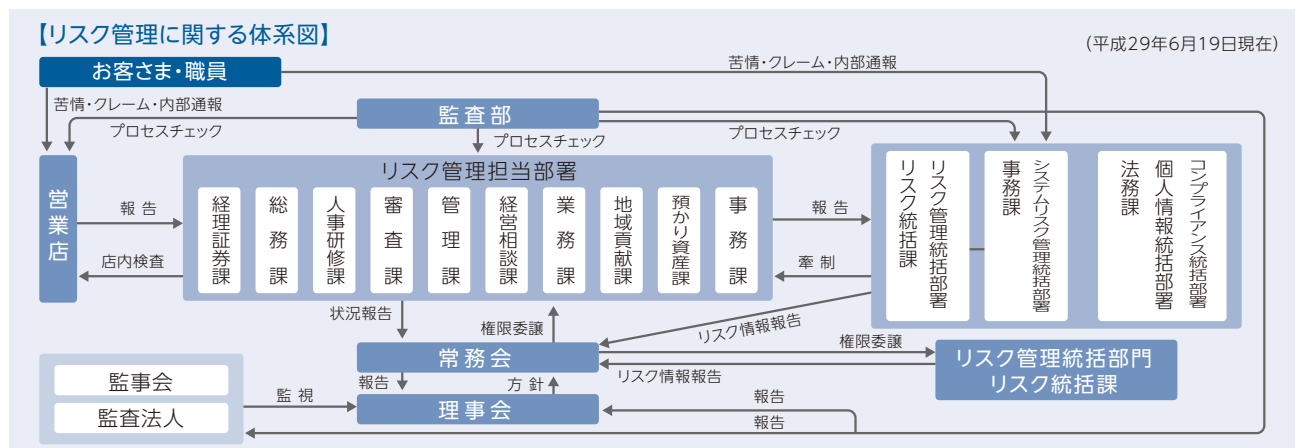 【リスク管理に関する体系図】
(平成29年6月19日現在)
お客さま・職員
苦情・クレーム・内部通報
苦情・クレーム・内部通報
監査部
プロセスチェック
プロセスチェック
プロセスチェック
営業店
報告
店内検査
リスク管理担当部署
経理証券課
総務課
人事研修課
審査課
管理課
経営相談課
業務課
地域貢献課
預かり資産課
事務課
報告
牽制
リスク管理統括部署
リスク統括課
システムリスク管理統括部署
事務課
コンプライアンス統括部署
個人情報統括部署
法務課
状況報告
権限委譲
リスク情報報告
常務会
権限委譲
リスク情報報告
リスク管理統括部門
リスク統括課
報告
方針
監事会
監査法人
監視
理事会
報告
報告